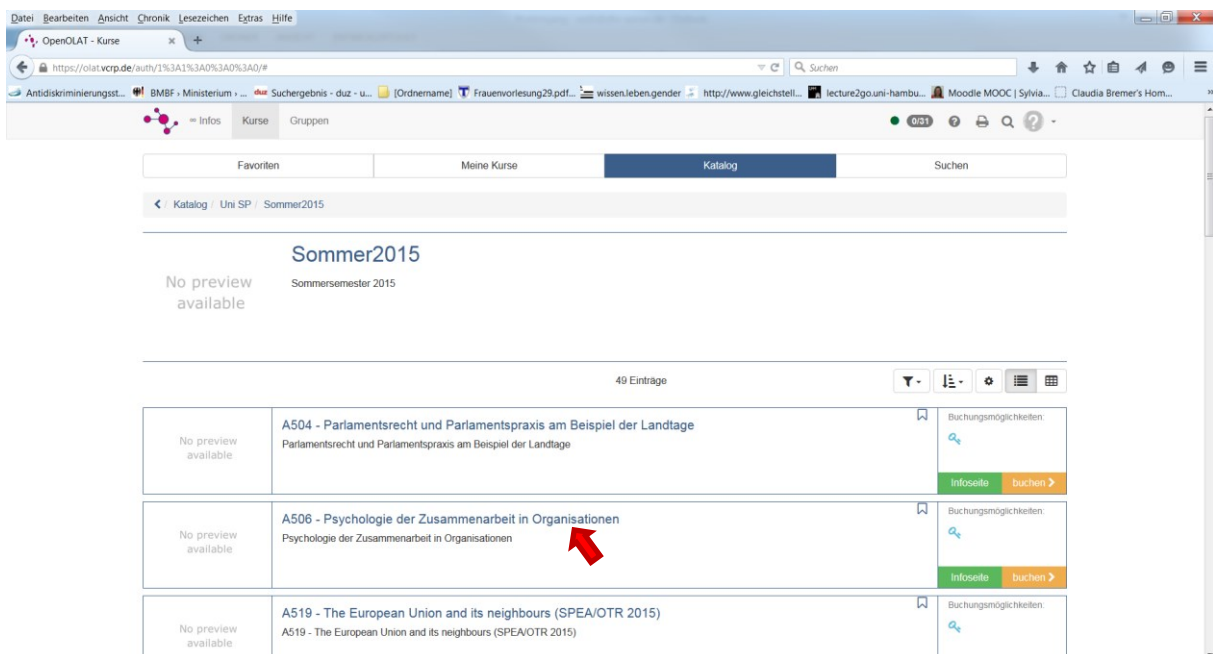 Datei Bearbeiten Ansicht Chronik Lesezeichen Extras Hilfe
OpenOLAT - Kurse
https://olat.vcrp.de/auth/1%3A1%3A0%3A0%3A0/#
Suchen
Antidiskriminierungsst... BMBF › Ministerium › ... duz Suchergebnis - duz - u... [Ordnername] Frauenvorlesung29.pdf... wissen.leben.gender http://www.gleichstell... lecture2go.uni-hambu... Moodle MOOC | Sylvia... Claudia Bremer's Hom...
= Infos Kurse Gruppen 0/31
Favoriten Meine Kurse Katalog Suchen
/ Katalog / Uni SP / Sommer2015
Sommer2015
Sommersemester 2015
No preview
available
49 Einträge
A504 - Parlamentsrecht und Parlamentspraxis am Beispiel der Landtage
Parlamentsrecht und Parlamentspraxis am Beispiel der Landtage
No preview
available
Buchungsmöglichkeiten:
Infoseite buchen
A506 - Psychologie der Zusammenarbeit in Organisationen
Psychologie der Zusammenarbeit in Organisationen
No preview
available
Buchungsmöglichkeiten:
Infoseite buchen
A519 - The European Union and its neighbours (SPEA/OTR 2015)
A519 - The European Union and its neighbours (SPEA/OTR 2015)
No preview
available
Buchungsmöglichkeiten: